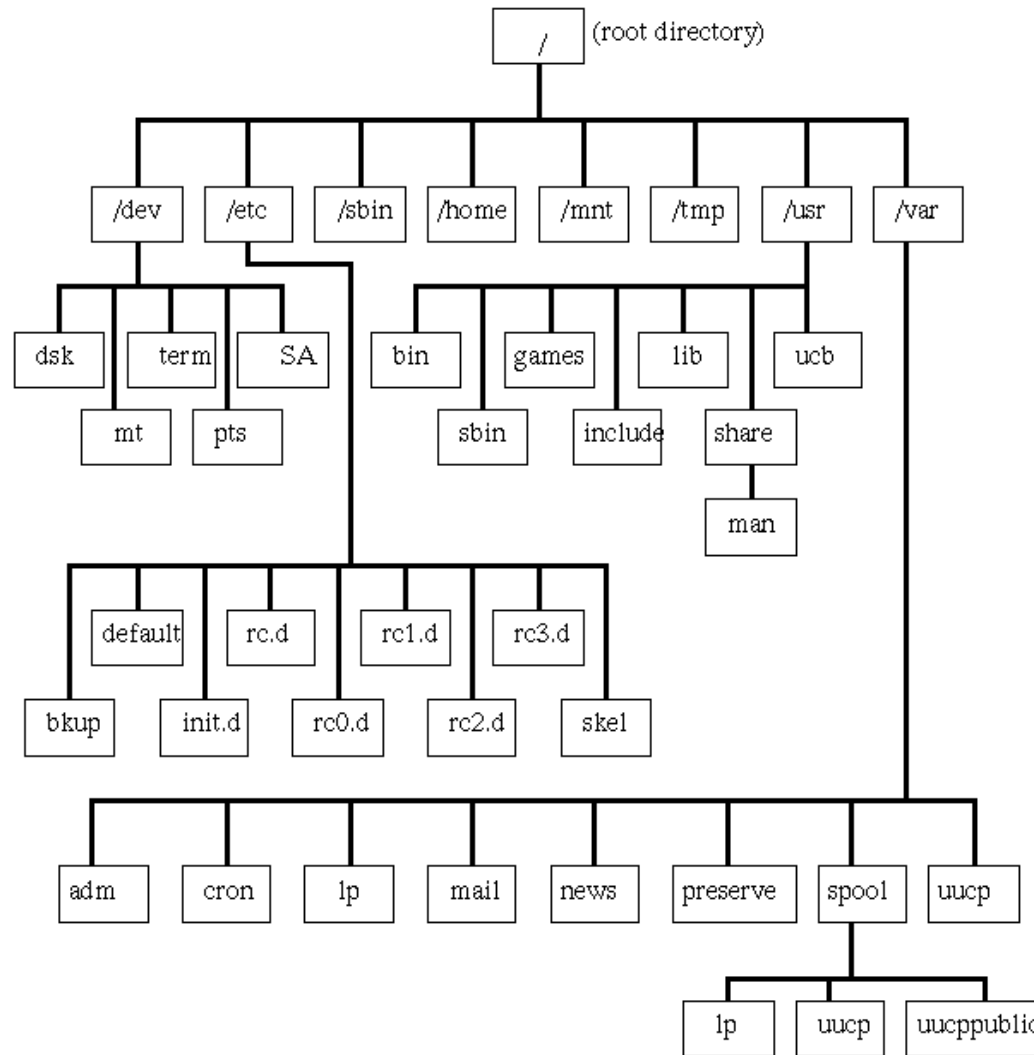 / (root directory)
/dev /etc /sbin /home /mnt /tmp /usr /var
dsk term SA bin games lib ucb
mt pts sbin include share
man
default rc.d rc1.d rc3.d
bkup init.d rc0.d rc2.d skel
adm cron lp mail news preserve spool uucp
lp uucp uucppublic